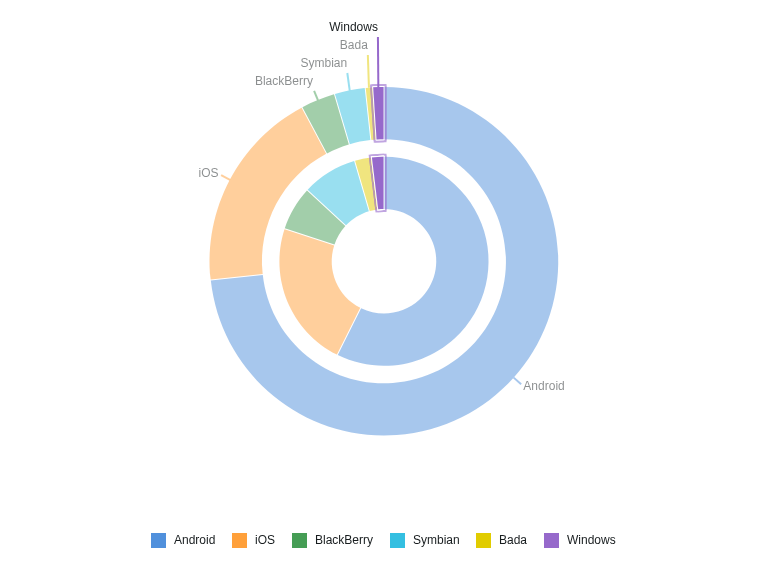 Windows
Bada
Symbian
BlackBerry
iOS
Android
Android iOS BlackBerry Symbian Bada Windows